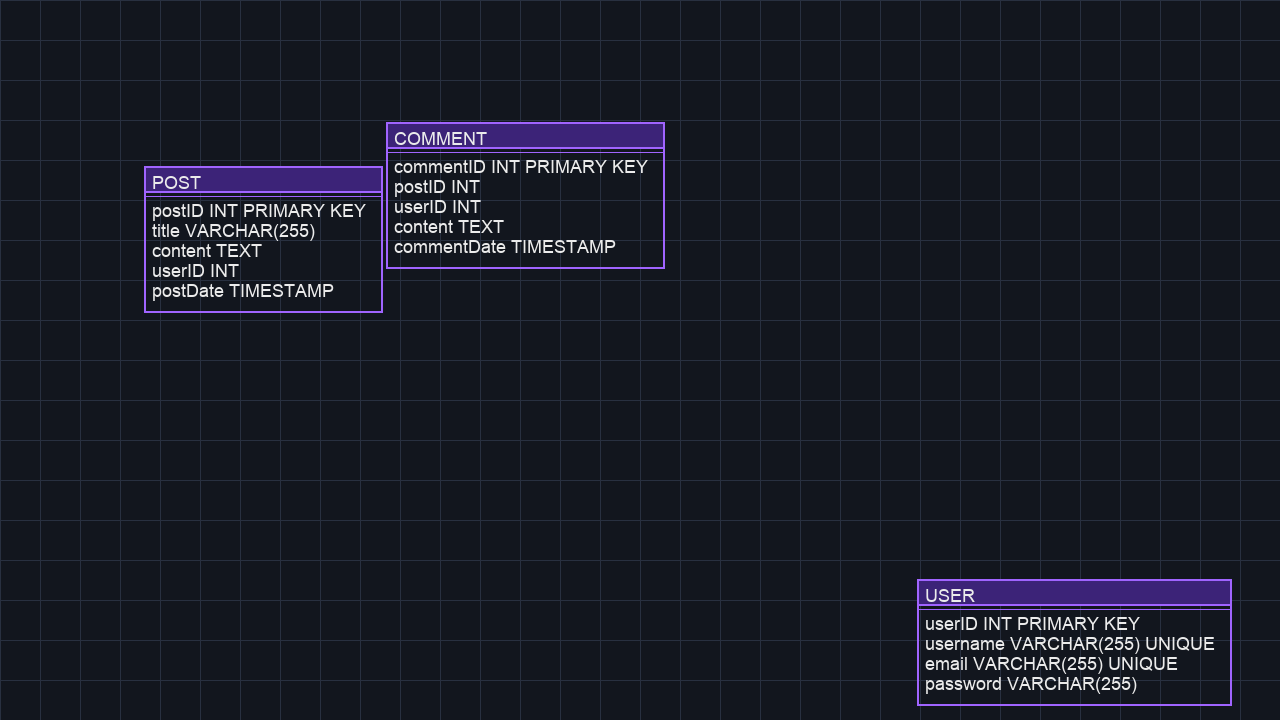 POST
postID INT PRIMARY KEY
title VARCHAR(255)
content TEXT
userID INT
postDate TIMESTAMP
COMMENT
commentID INT PRIMARY KEY
postID INT
userID INT
content TEXT
commentDate TIMESTAMP
USER
userID INT PRIMARY KEY
username VARCHAR(255) UNIQUE
email VARCHAR(255) UNIQUE
password VARCHAR(255)